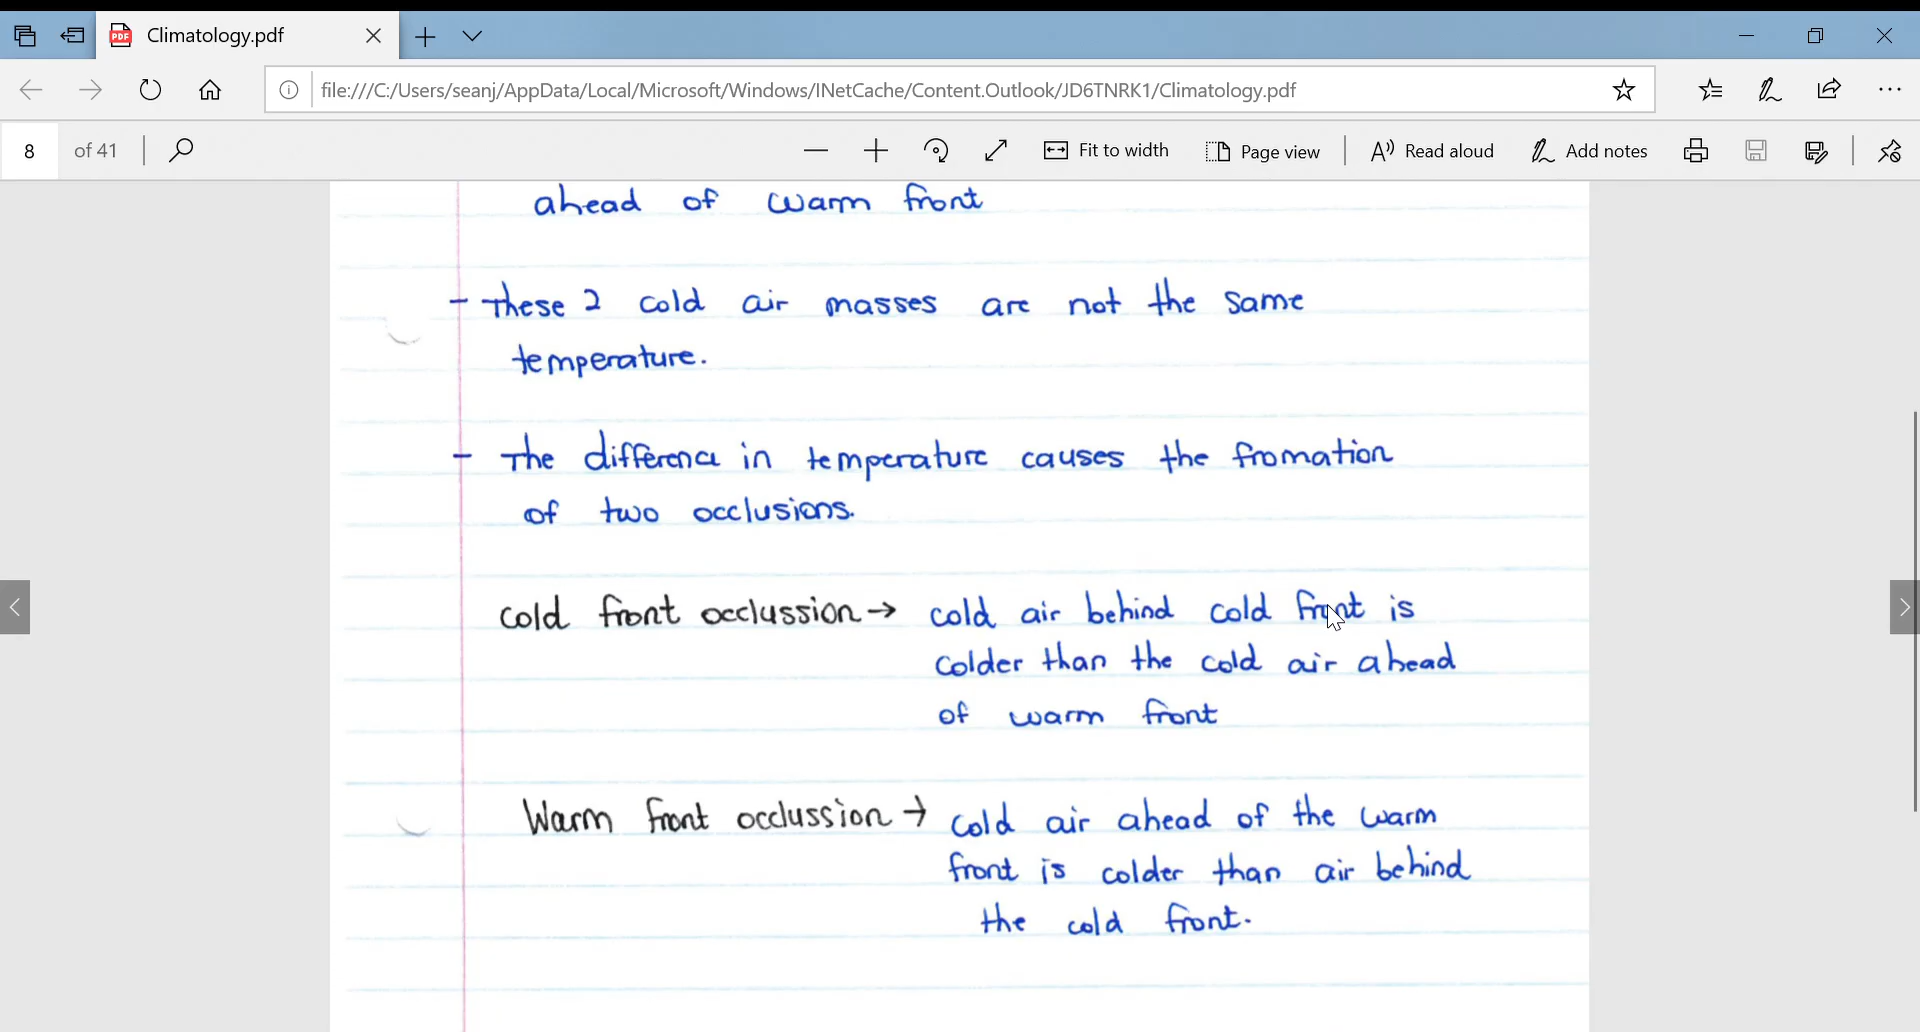 Climatology.pdf
file:///C:/Users/seanj/AppData/Local/Microsoft/Windows/INetCache/Content.Outlook/JD6TNRK1/Climatology.pdf
8 of 41 Fit to width Page view Read aloud Add notes
ahead of warm front
- These 2 cold air masses are not the same
temperature.
- The differenc in temperature causes the fromation
of two occlusions.
cold front occlussion → cold air behind cold front is
colder than the cold air ahead
of warm front
Warm front occlussion → cold air ahead of the warm
front is colder than air behind
the cold front.